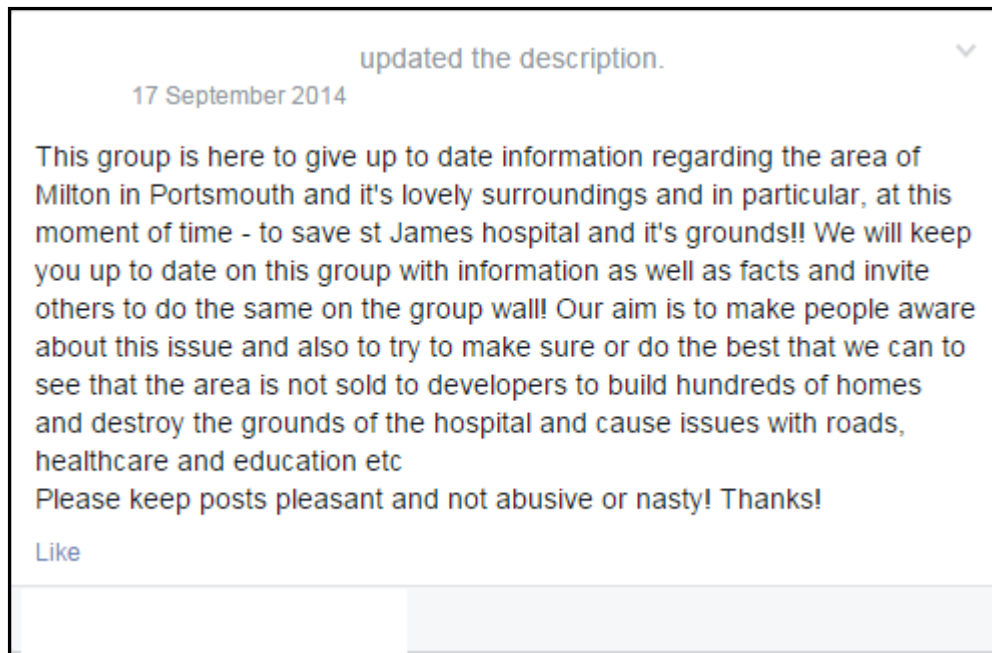 updated the description.
17 September 2014
This group is here to give up to date information regarding the area of
Milton in Portsmouth and it's lovely surroundings and in particular, at this
moment of time - to save st James hospital and it's grounds!! We will keep
you up to date on this group with information as well as facts and invite
others to do the same on the group wall! Our aim is to make people aware
about this issue and also to try to make sure or do the best that we can to
see that the area is not sold to developers to build hundreds of homes
and destroy the grounds of the hospital and cause issues with roads,
healthcare and education etc
Please keep posts pleasant and not abusive or nasty! Thanks!
Like